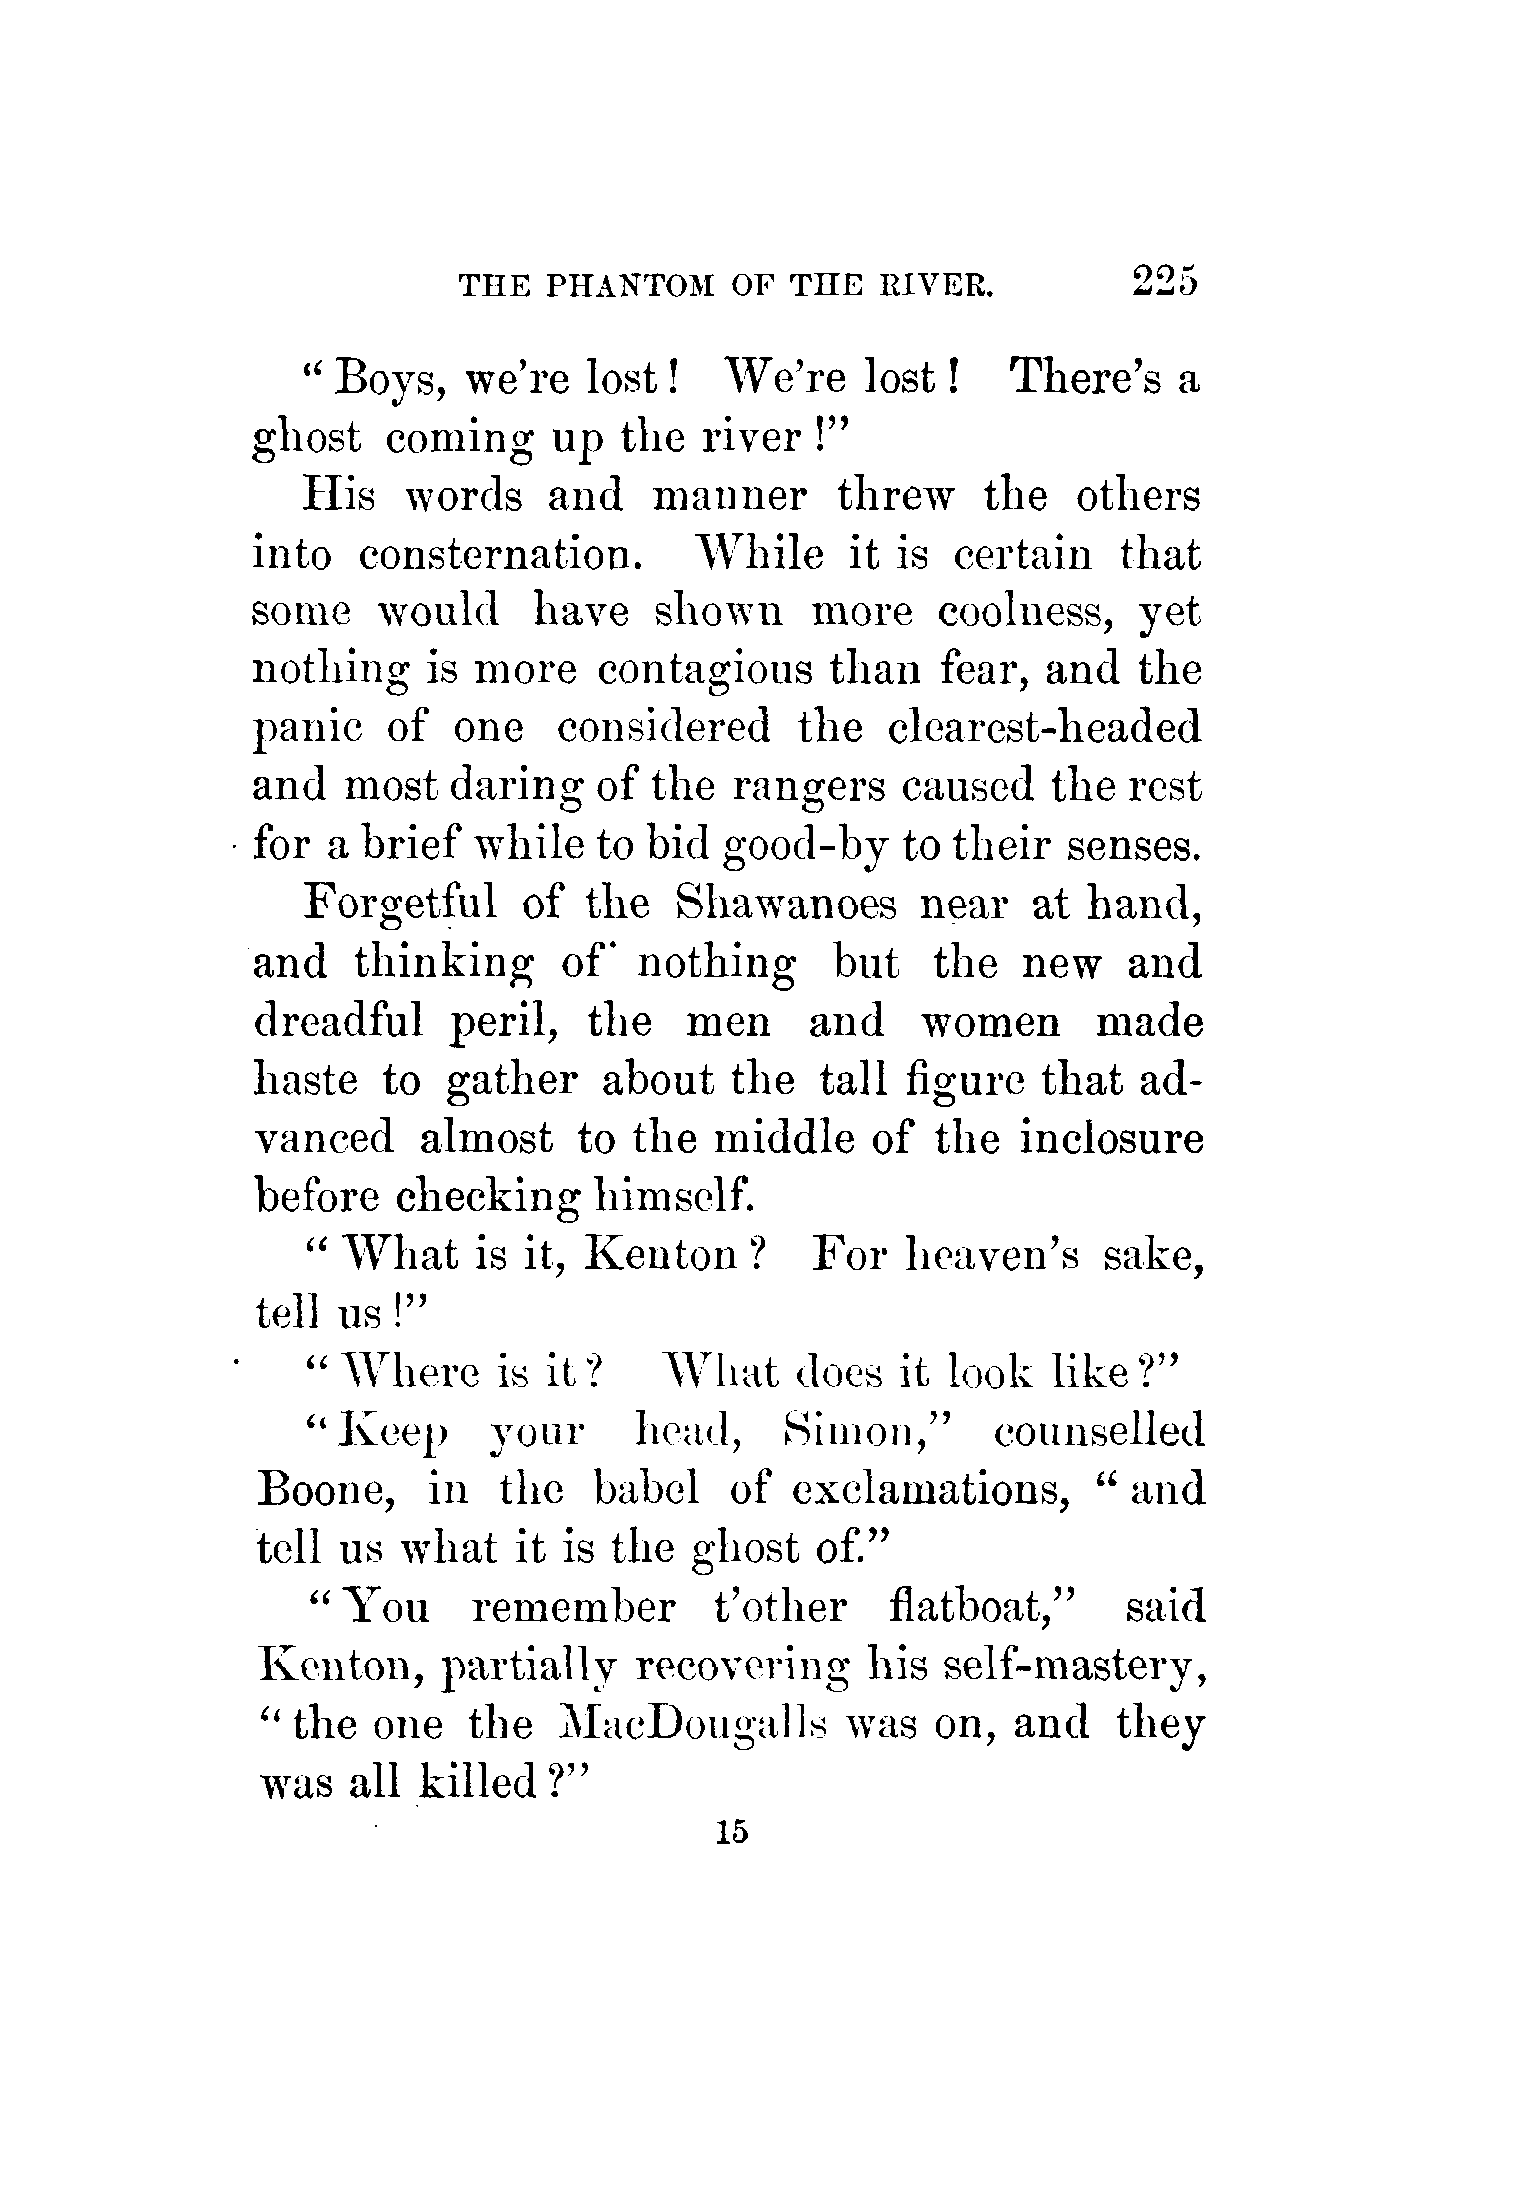 THE PHANTOM OF THE RIVER. 225
“ Boys, we’re lost ! We’re lost ! There’s a
ghost coming up the river !”
His words and manner threw the others
into consternation. While it is certain that
some would have shown more coolness, yet
nothing is more contagious than fear, and the
panic of one considered the clearest-headed
and most daring of the rangers caused the rest
for a brief while to bid good-by to their senses.
Forgetful of the Shawanoes near at hand,
and thinking of nothing but the new and
dreadful peril, the men and women made
haste to gather about the tall figure that ad-
vanced almost to the middle of the inclosure
before checking himself.
“ What is it, Kenton ? For heaven’s sake,
tell us !”
“ Where is it ? What does it look like ?”
“ Keep your head, Simon,” counselled
Boone, in the babel of exclamations, “ and
tell us what it is the ghost of.”
“ You remember t’other flatboat,” said
Kenton, partially recovering his self-mastery,
“ the one the MacDougalls was on, and they
was all killed ?”
15